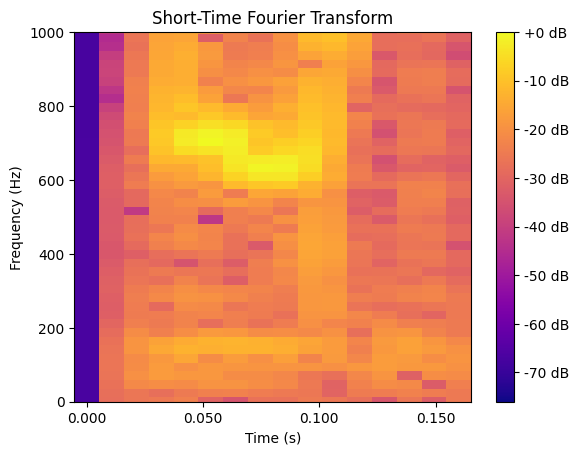 Short-Time Fourier Transform
Frequency (Hz)
1000
800
600
400
200
0
0.000
0.050
0.100
0.150
Time (s)
+0 dB
-10 dB
-20 dB
-30 dB
-40 dB
-50 dB
-60 dB
-70 dB